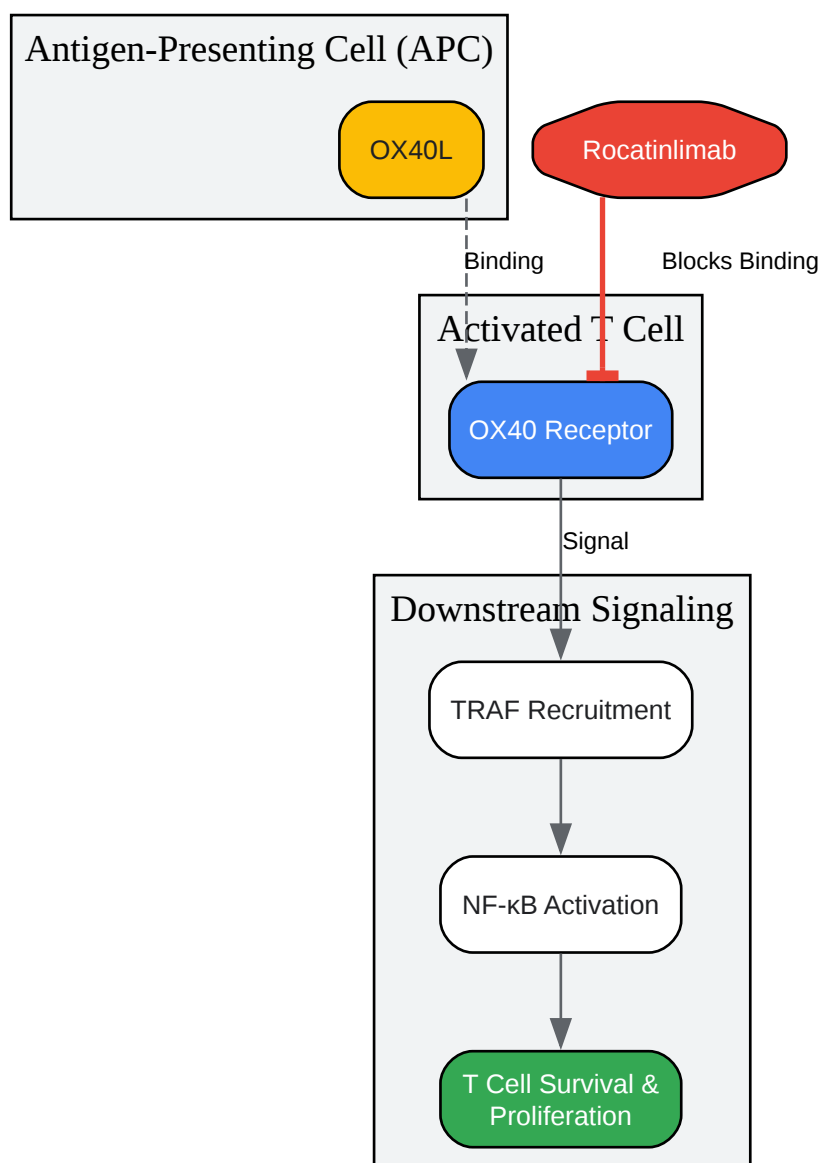 Antigen-Presenting Cell (APC)
OX40L
Rocatinlimab
Binding
Blocks Binding
Activated T Cell
OX40 Receptor
Signal
Downstream Signaling
TRAF Recruitment
NF-κB Activation
T Cell Survival &
Proliferation